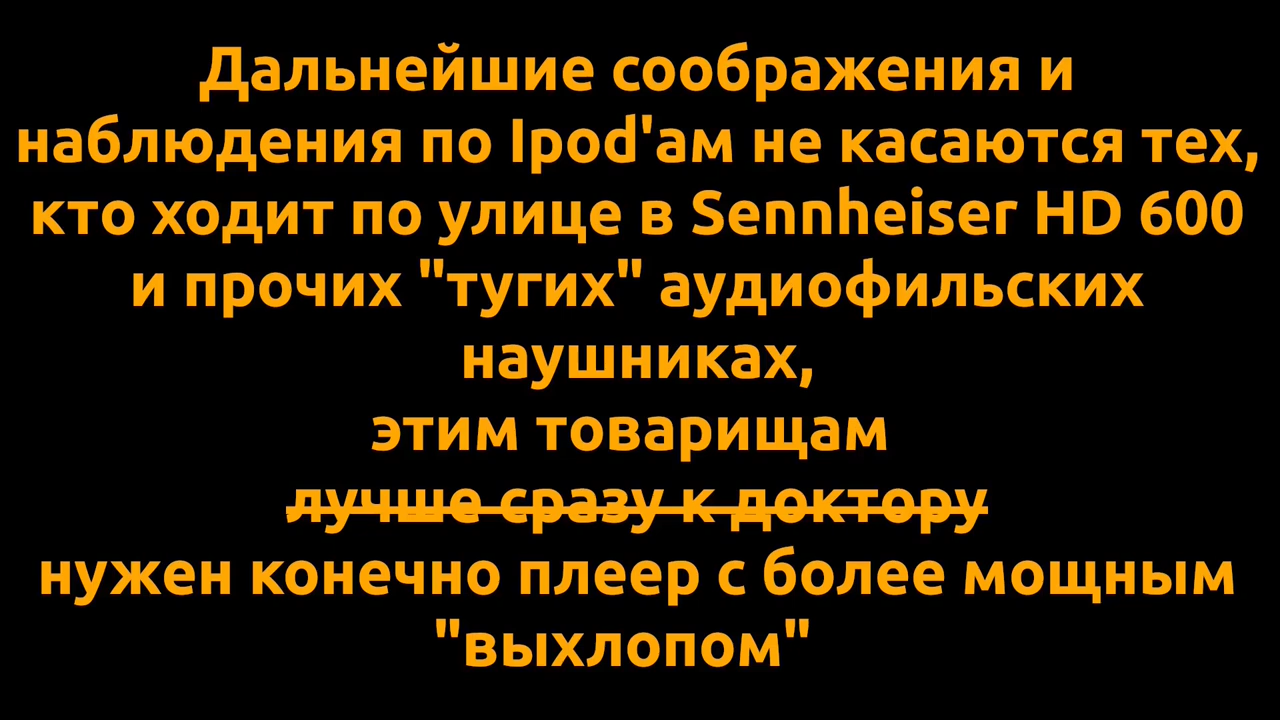 Дальнейшие соображения и
наблюдения по Ipod'ам не касаются тех,
кто ходит по улице в Sennheiser HD 600
и прочих "тугих" аудиофильских
наушниках,
этим товарищам
лучше сразу к доктору
нужен конечно плеер с более мощным
"выхлопом"